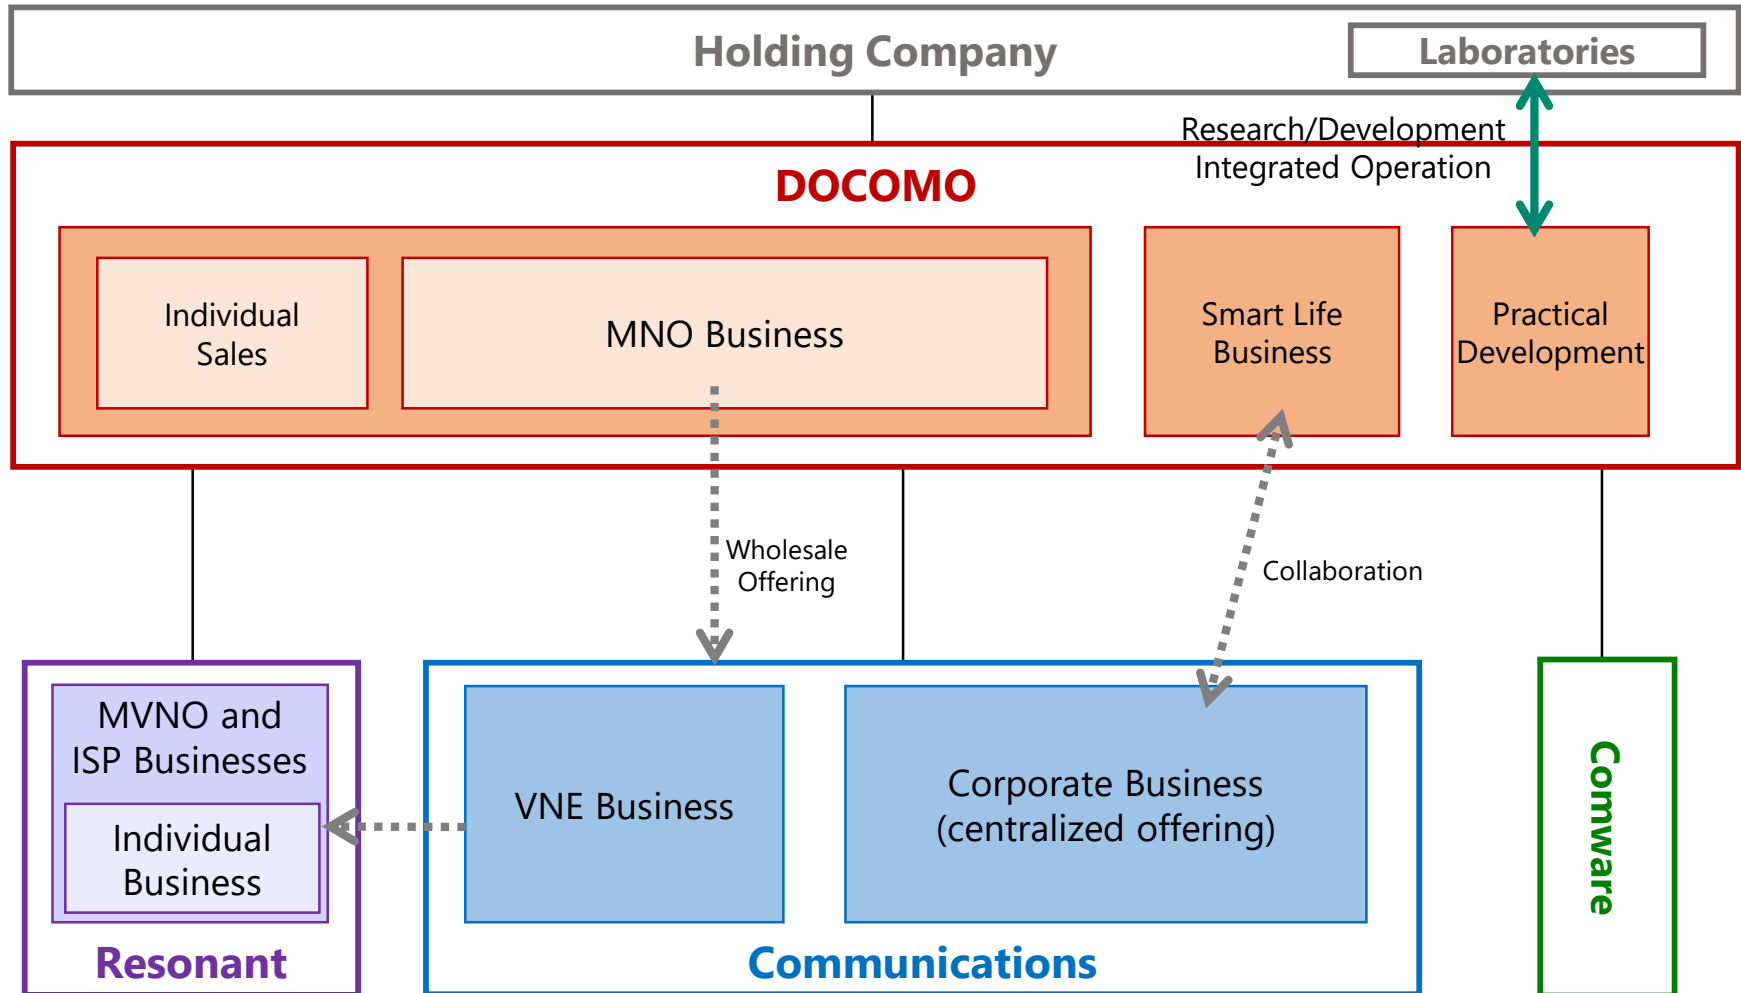 Holding Company
Laboratories
Research/Development
Integrated Operation
DOCOMO
Individual
Sales
MNO Business
Smart Life
Business
Practical
Development
Wholesale
Offering
Collaboration
MVNO and
ISP Businesses
Individual
Business
Resonant
VNE Business
Corporate Business
(centralized offering)
Communications
Comware